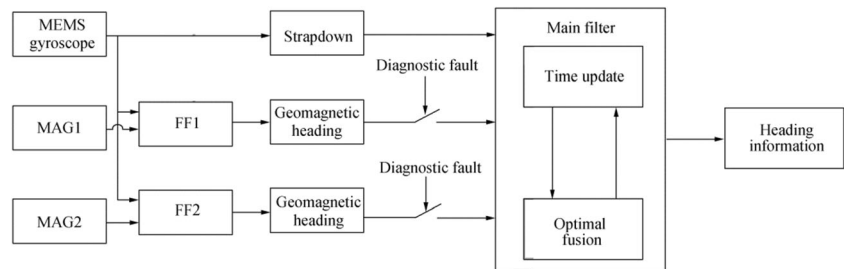 MEMS
gyroscope
Strapdown
Main filter
Diagnostic fault
Time update
MAG1
FF1
Geomagnetic
heading
Heading
information
Diagnostic fault
MAG2
FF2
Geomagnetic
heading
Optimal
fusion